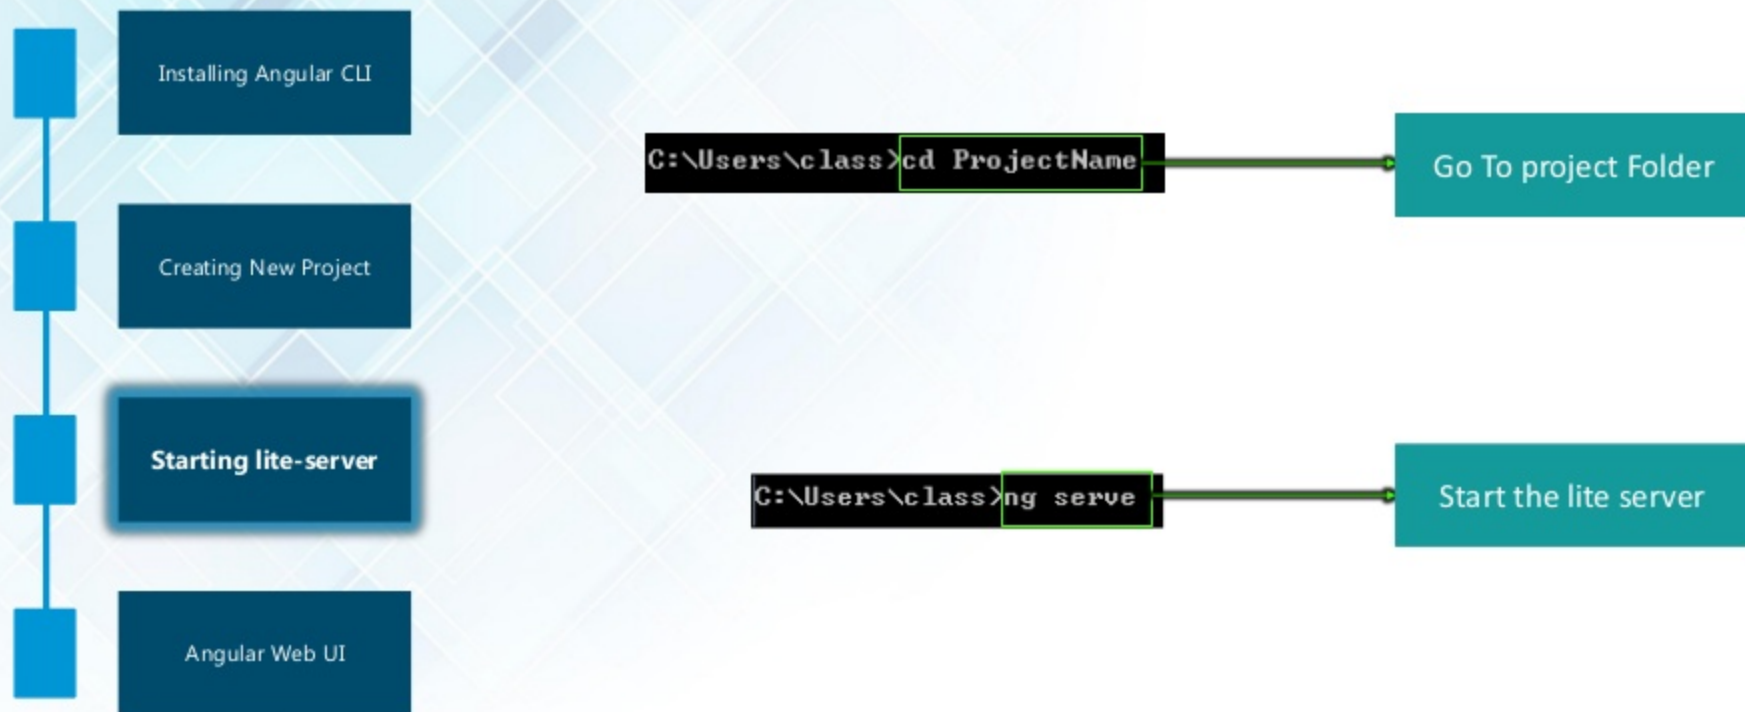 Installing Angular CLI
Creating New Project
Starting lite-server
Angular Web UI
C:\Users\class>cd ProjectName
Go To project Folder
C:\Users\class>ng serve
Start the lite server